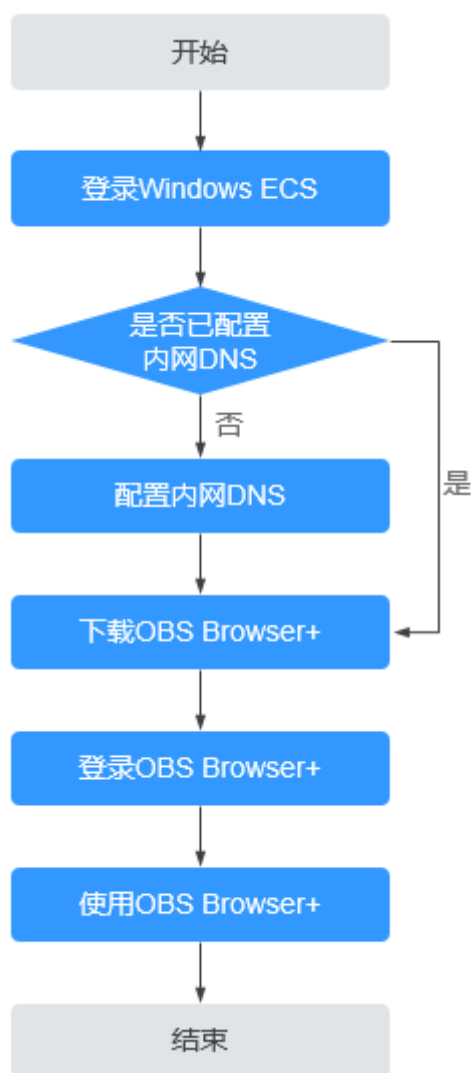 开始
登录Windows ECS
是否已配置
内网DNS
否
是
配置内网DNS
下载OBS Browser+
登录OBS Browser+
使用OBS Browser+
结束